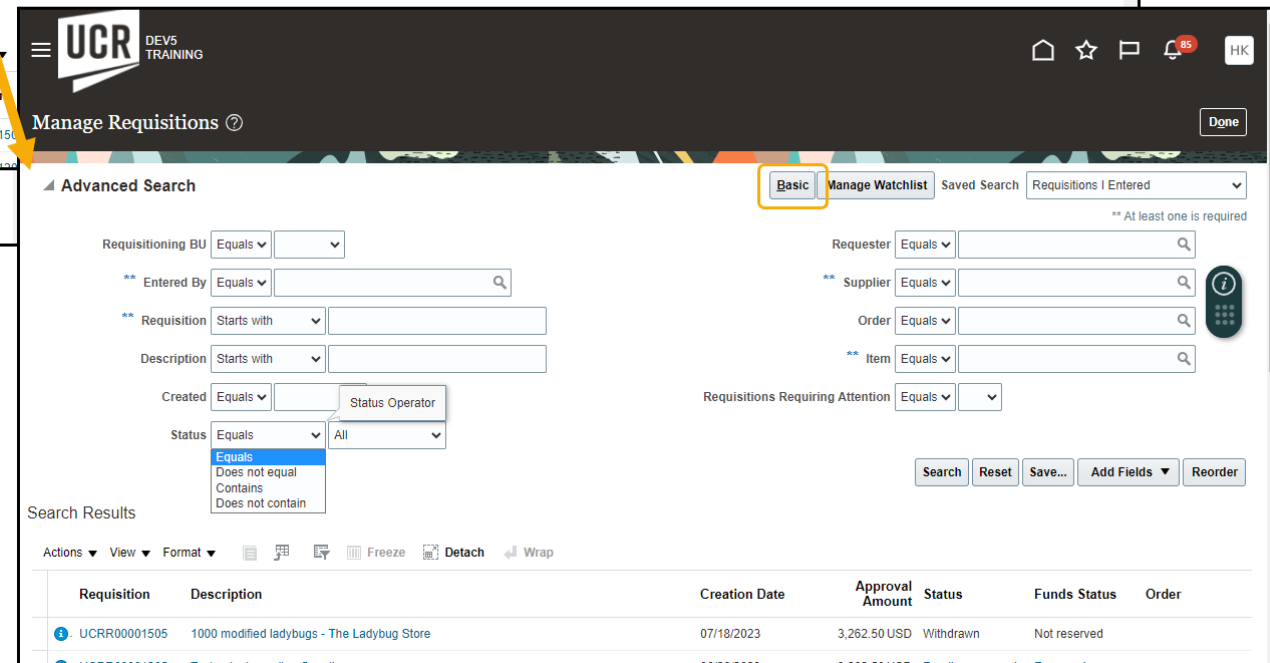 UCR DEV5 TRAINING 85 HK
Manage Requisitions ? Done
Advanced Search Basic Manage Watchlist Saved Search Requisitions I Entered
** At least one is required
Requisitioning BU Equals Requester Equals
** Entered By Equals ** Supplier Equals
** Requisition Starts with Order Equals
Description Starts with ** Item Equals
Created Equals Status Operator Requisitions Requiring Attention Equals
Status Equals All
Equals
Does not equal
Contains
Does not contain
Search Reset Save... Add Fields Reorder
Search Results
Actions View Format Freeze Detach Wrap
Requisition Description Creation Date Approval Amount Status Funds Status Order
UCRR00001505 1000 modified ladybugs - The Ladybug Store 07/18/2023 3,262.50 USD Withdrawn Not reserved